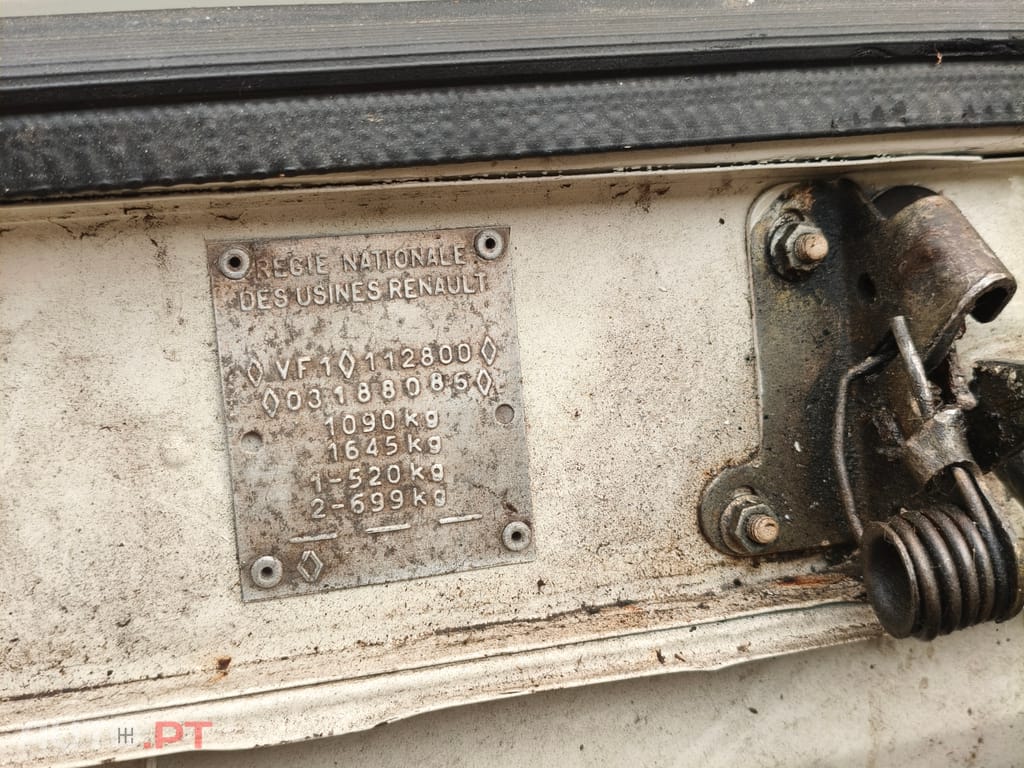 REGIE NATIONALE
DES USINES RENAULT
◊ VF1◊112800◊
◊03188085◊
1090kg
1645kg
1-520kg
2-699kg
.PT